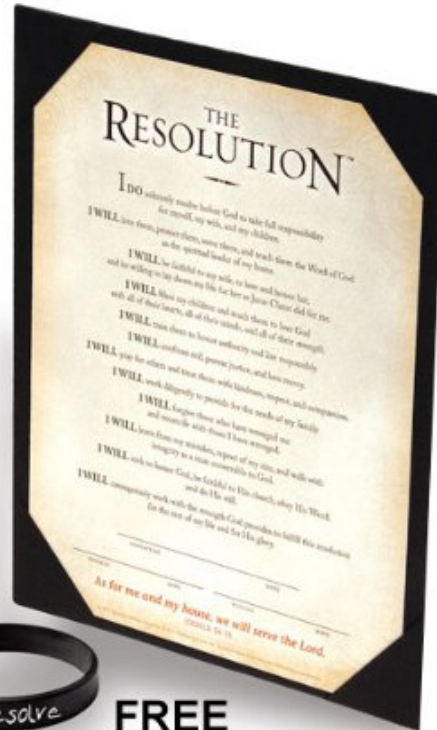 THE
RESOLUTION™
I DO solemnly resolve before God to take full responsibility
for myself, my wife, and my children.
I WILL love them, protect them, serve them, and teach them the Word of God
as the spiritual leader of my home.
I WILL be faithful to my wife, to love and honor her,
and be willing to lay down my life for her as Jesus Christ did for me.
I WILL bless my children and teach them to love God
with all of their hearts, all of their minds, and all of their strength.
I WILL train them to honor authority and live responsibly.
I WILL confront evil, pursue justice, and love mercy.
I WILL pray for others and treat them with kindness, respect, and compassion.
I WILL work diligently to provide for the needs of my family.
I WILL forgive those who have wronged me
and reconcile with those I have wronged.
I WILL learn from my mistakes, repent of my sins, and walk with
integrity as a man answerable to God.
I WILL seek to honor God, be faithful to His church, obey His Word,
and do His will.
I WILL courageously work with the strength God provides to fulfill this resolution
for the rest of my life and for His glory.
As for me and my house, we will serve the Lord.
JOSHUA 24:15
esolve
FREE